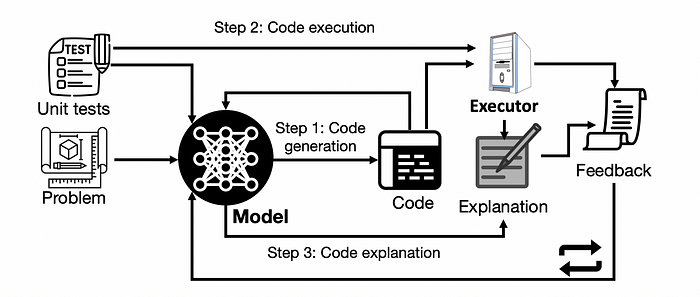 Step 2: Code execution
TEST
Unit tests
Executor
Step 1: Code
generation
Problem
Model
Code
Explanation
Feedback
Step 3: Code explanation